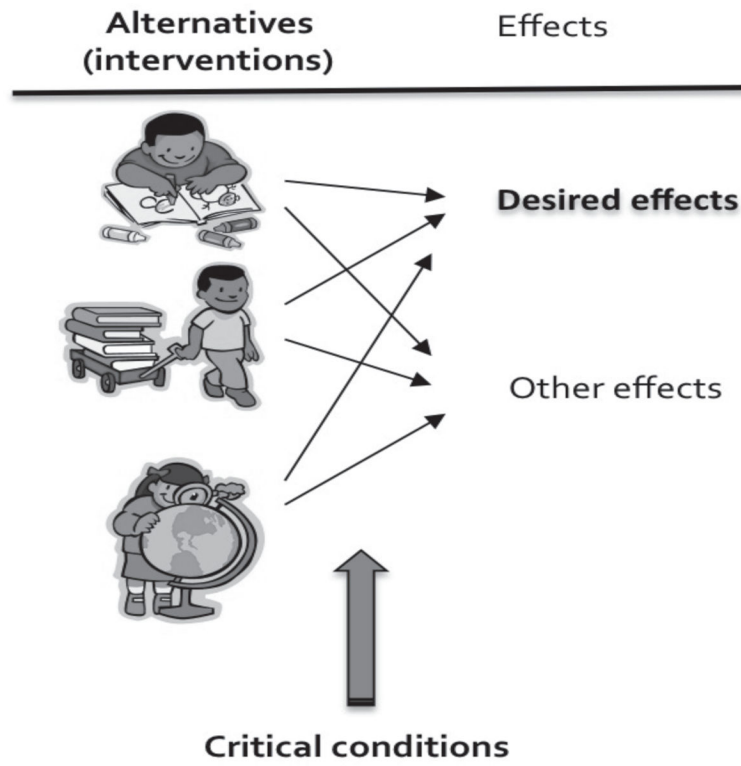 Alternatives
(interventions)
Effects
Desired effects
Other effects
Critical conditions